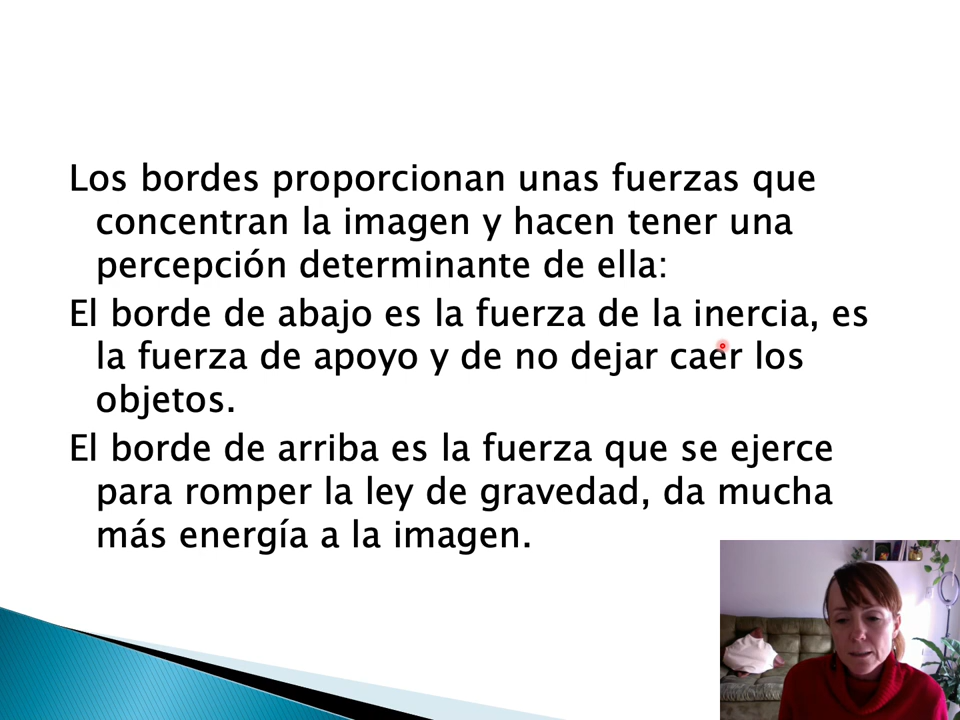 Los bordes proporcionan unas fuerzas que
concentran la imagen y hacen tener una
percepción determinante de ella:
El borde de abajo es la fuerza de la inercia, es
la fuerza de apoyo y de no dejar caer los
objetos.
El borde de arriba es la fuerza que se ejerce
para romper la ley de gravedad, da mucha
más energía a la imagen.